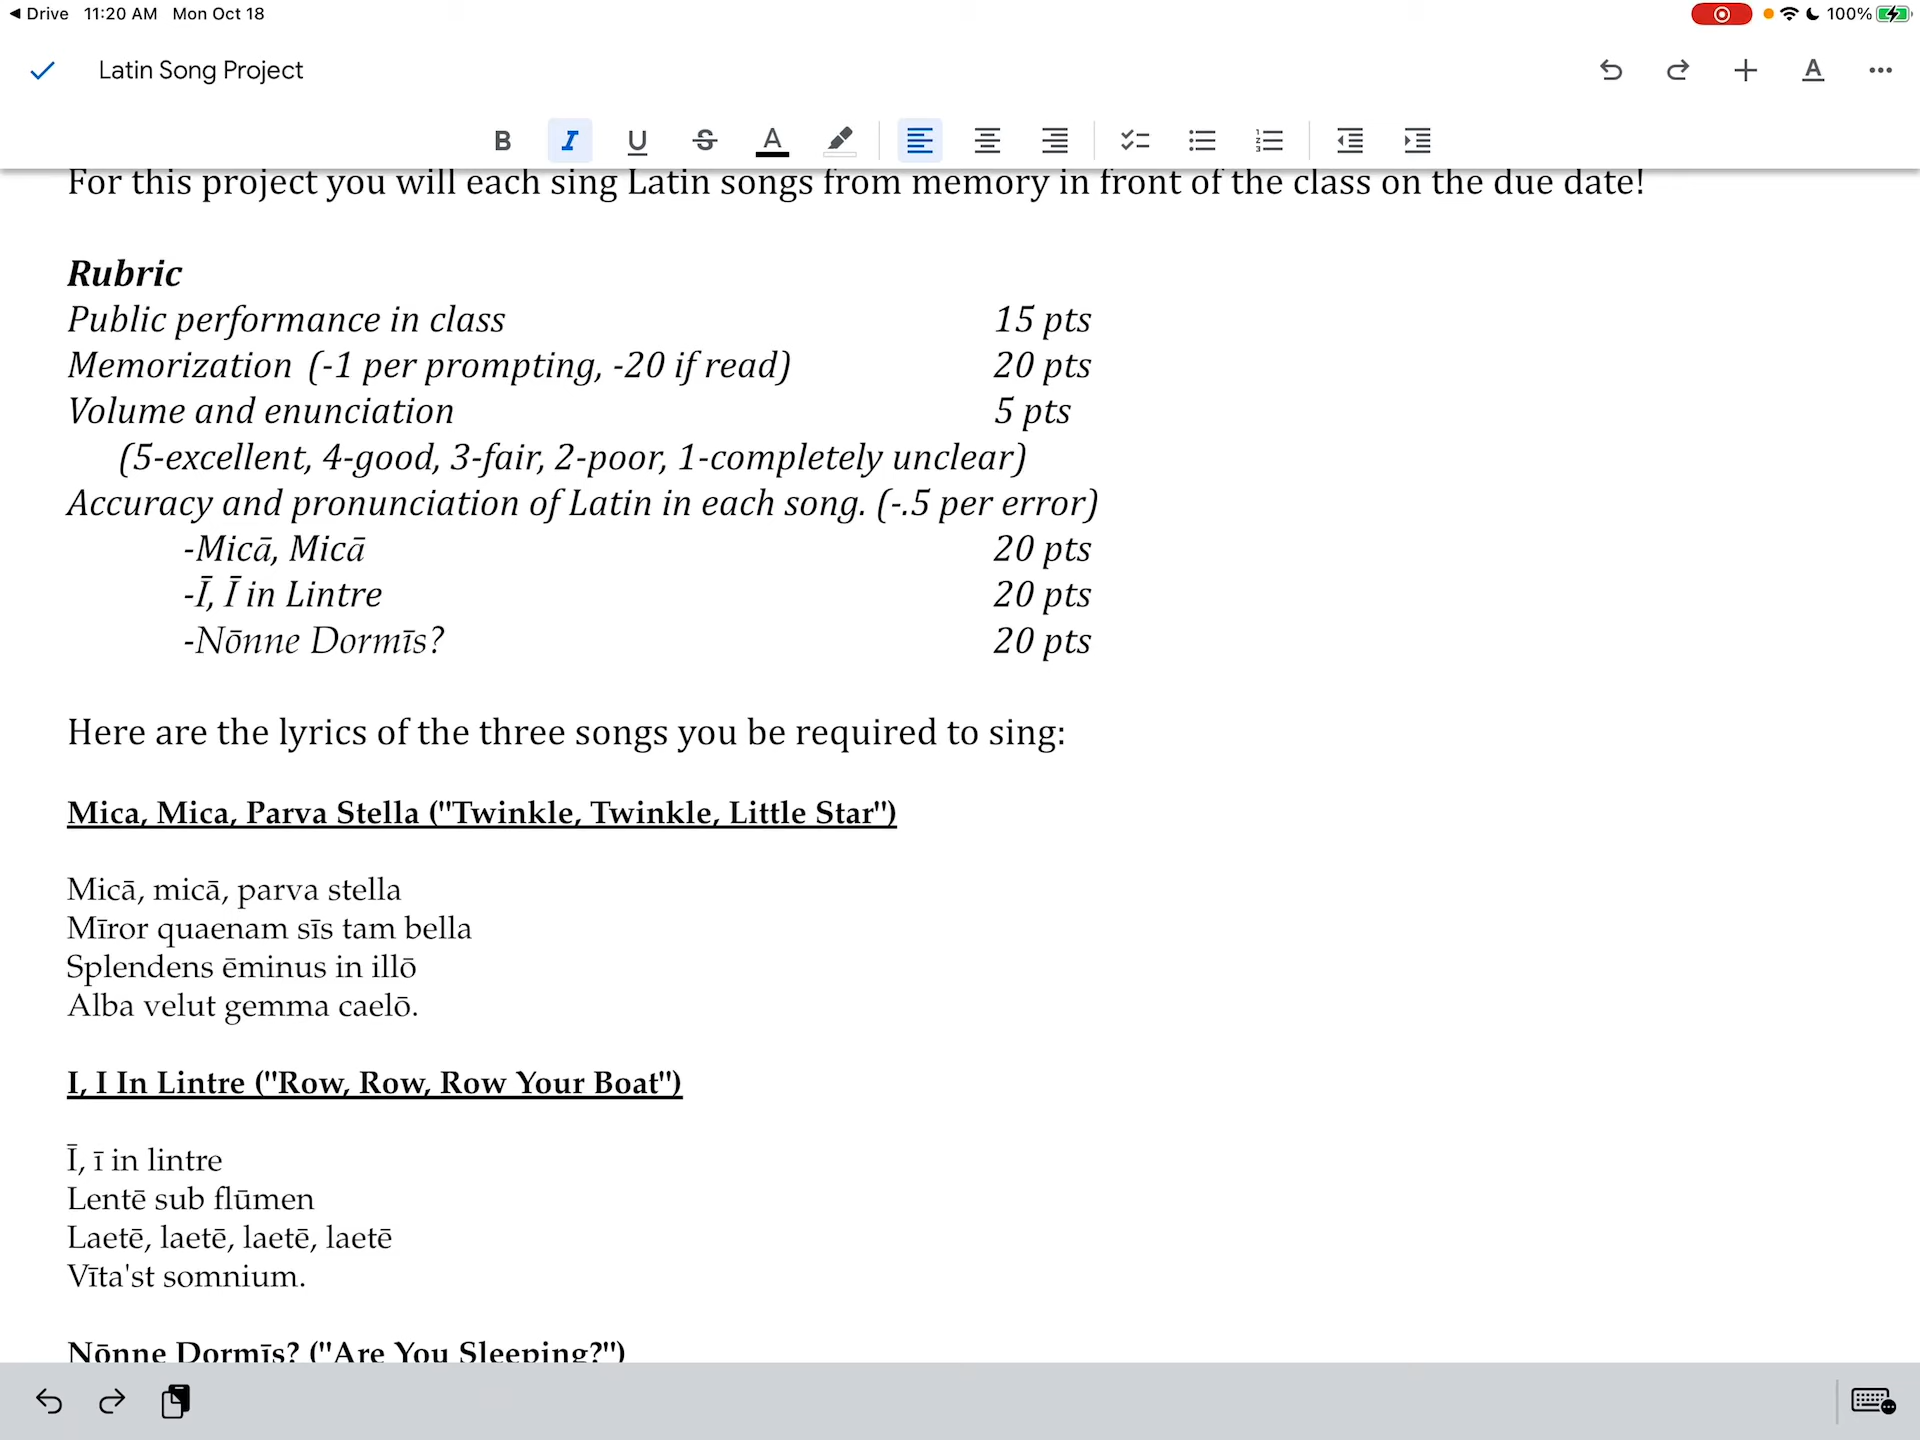 Drive 11:20 AM Mon Oct 18 100%
Latin Song Project
B I U S A
For this project you will each sing Latin songs from memory in front of the class on the due date!
Rubric
Public performance in class 15 pts
Memorization (-1 per prompting, -20 if read) 20 pts
Volume and enunciation 5 pts
(5-excellent, 4-good, 3-fair, 2-poor, 1-completely unclear)
Accuracy and pronunciation of Latin in each song. (-.5 per error)
-Micā, Micā 20 pts
-Ī, Ī in Lintre 20 pts
-Nōnne Dormīs? 20 pts
Here are the lyrics of the three songs you be required to sing:
Mica, Mica, Parva Stella ("Twinkle, Twinkle, Little Star")
Micā, micā, parva stella
Mīror quaenam sīs tam bella
Splendens ēminus in illō
Alba velut gemma caelō.
I, I In Lintre ("Row, Row, Row Your Boat")
Ī, ī in lintre
Lentē sub flūmen
Laetē, laetē, laetē, laetē
Vīta'st somnium.
Nōnne Dormīs? ("Are You Sleeping?")